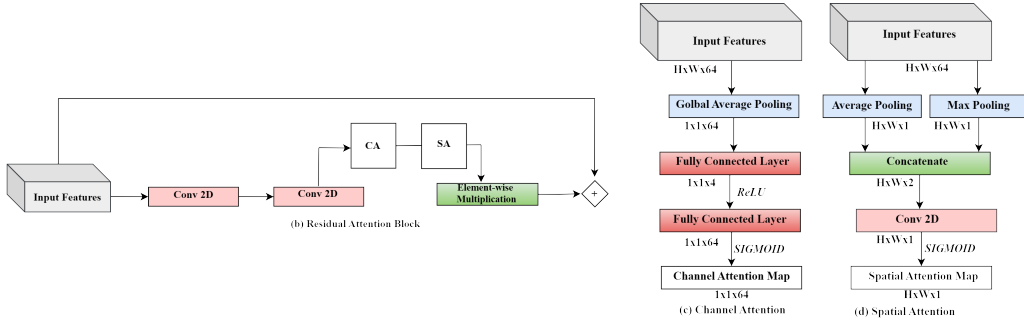 Input Features
Conv 2D
Conv 2D
CA
SA
Element-wise
Multiplication
+
(b) Residual Attention Block
Input Features
HxWx64
Golbal Average Pooling
1x1x64
Fully Connected Layer
1x1x4
ReLU
Fully Connected Layer
1x1x64
SIGMOID
Channel Attention Map
1x1x64
(c) Channel Attention
Input Features
HxWx64
Average Pooling
Max Pooling
HxWx1
HxWx1
Concatenate
HxWx2
Conv 2D
HxWx1
SIGMOID
Spatial Attention Map
HxWx1
(d) Spatial Attention